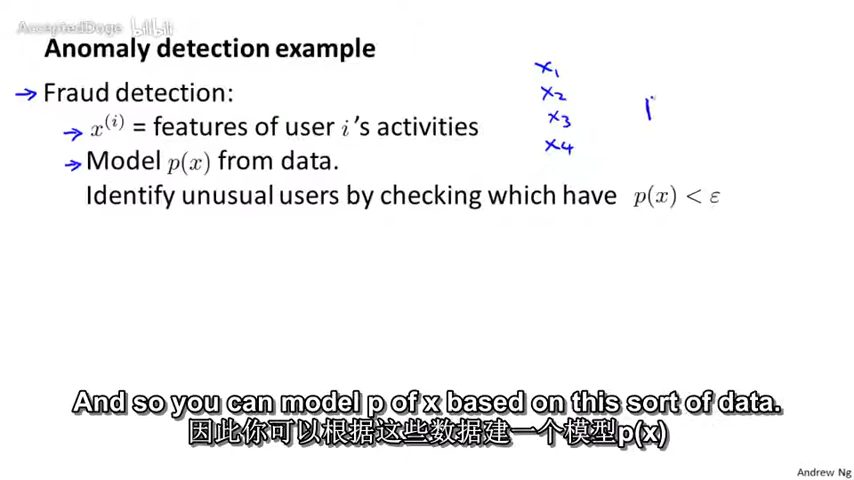 AcceptedDoge bilibili
Anomaly detection example
→ Fraud detection:
→ x^(i) = features of user i's activities
→ Model p(x) from data.
Identify unusual users by checking which have p(x) < ε
x₁
x₂
x₃
x₄
And so you can model p of x based on this sort of data.
因此你可以根据这些数据建一个模型p(x)
Andrew Ng